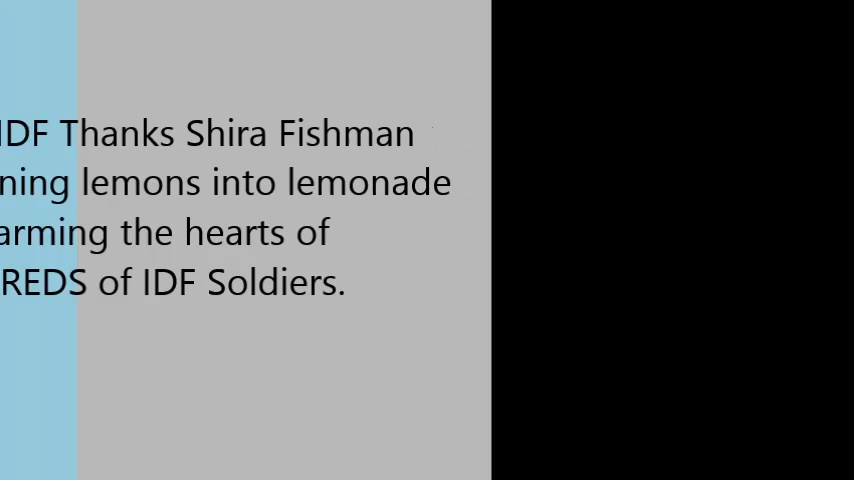 IDF Thanks Shira Fishman
ning lemons into lemonade
arming the hearts of
REDS of IDF Soldiers.